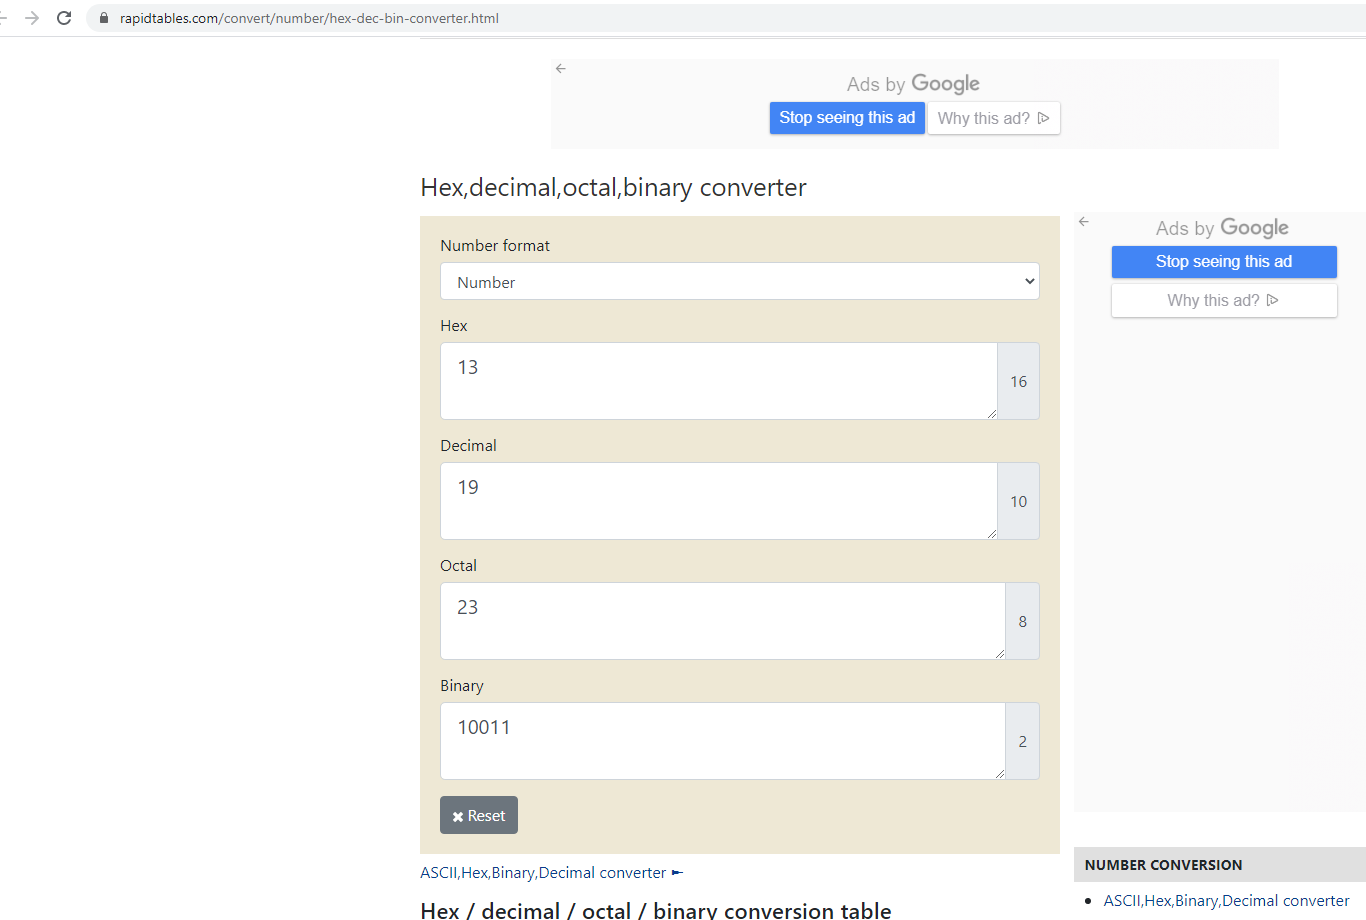 rapidtables.com/convert/number/hex-dec-bin-converter.html
Ads by Google
Stop seeing this ad
Why this ad?
Hex,decimal,octal,binary converter
Number format
Number
Hex
13
16
Decimal
19
10
Octal
23
8
Binary
10011
2
Reset
ASCII,Hex,Binary,Decimal converter
Hex / decimal / octal / binary conversion table
Ads by Google
Stop seeing this ad
Why this ad?
NUMBER CONVERSION
ASCII,Hex,Binary,Decimal converter